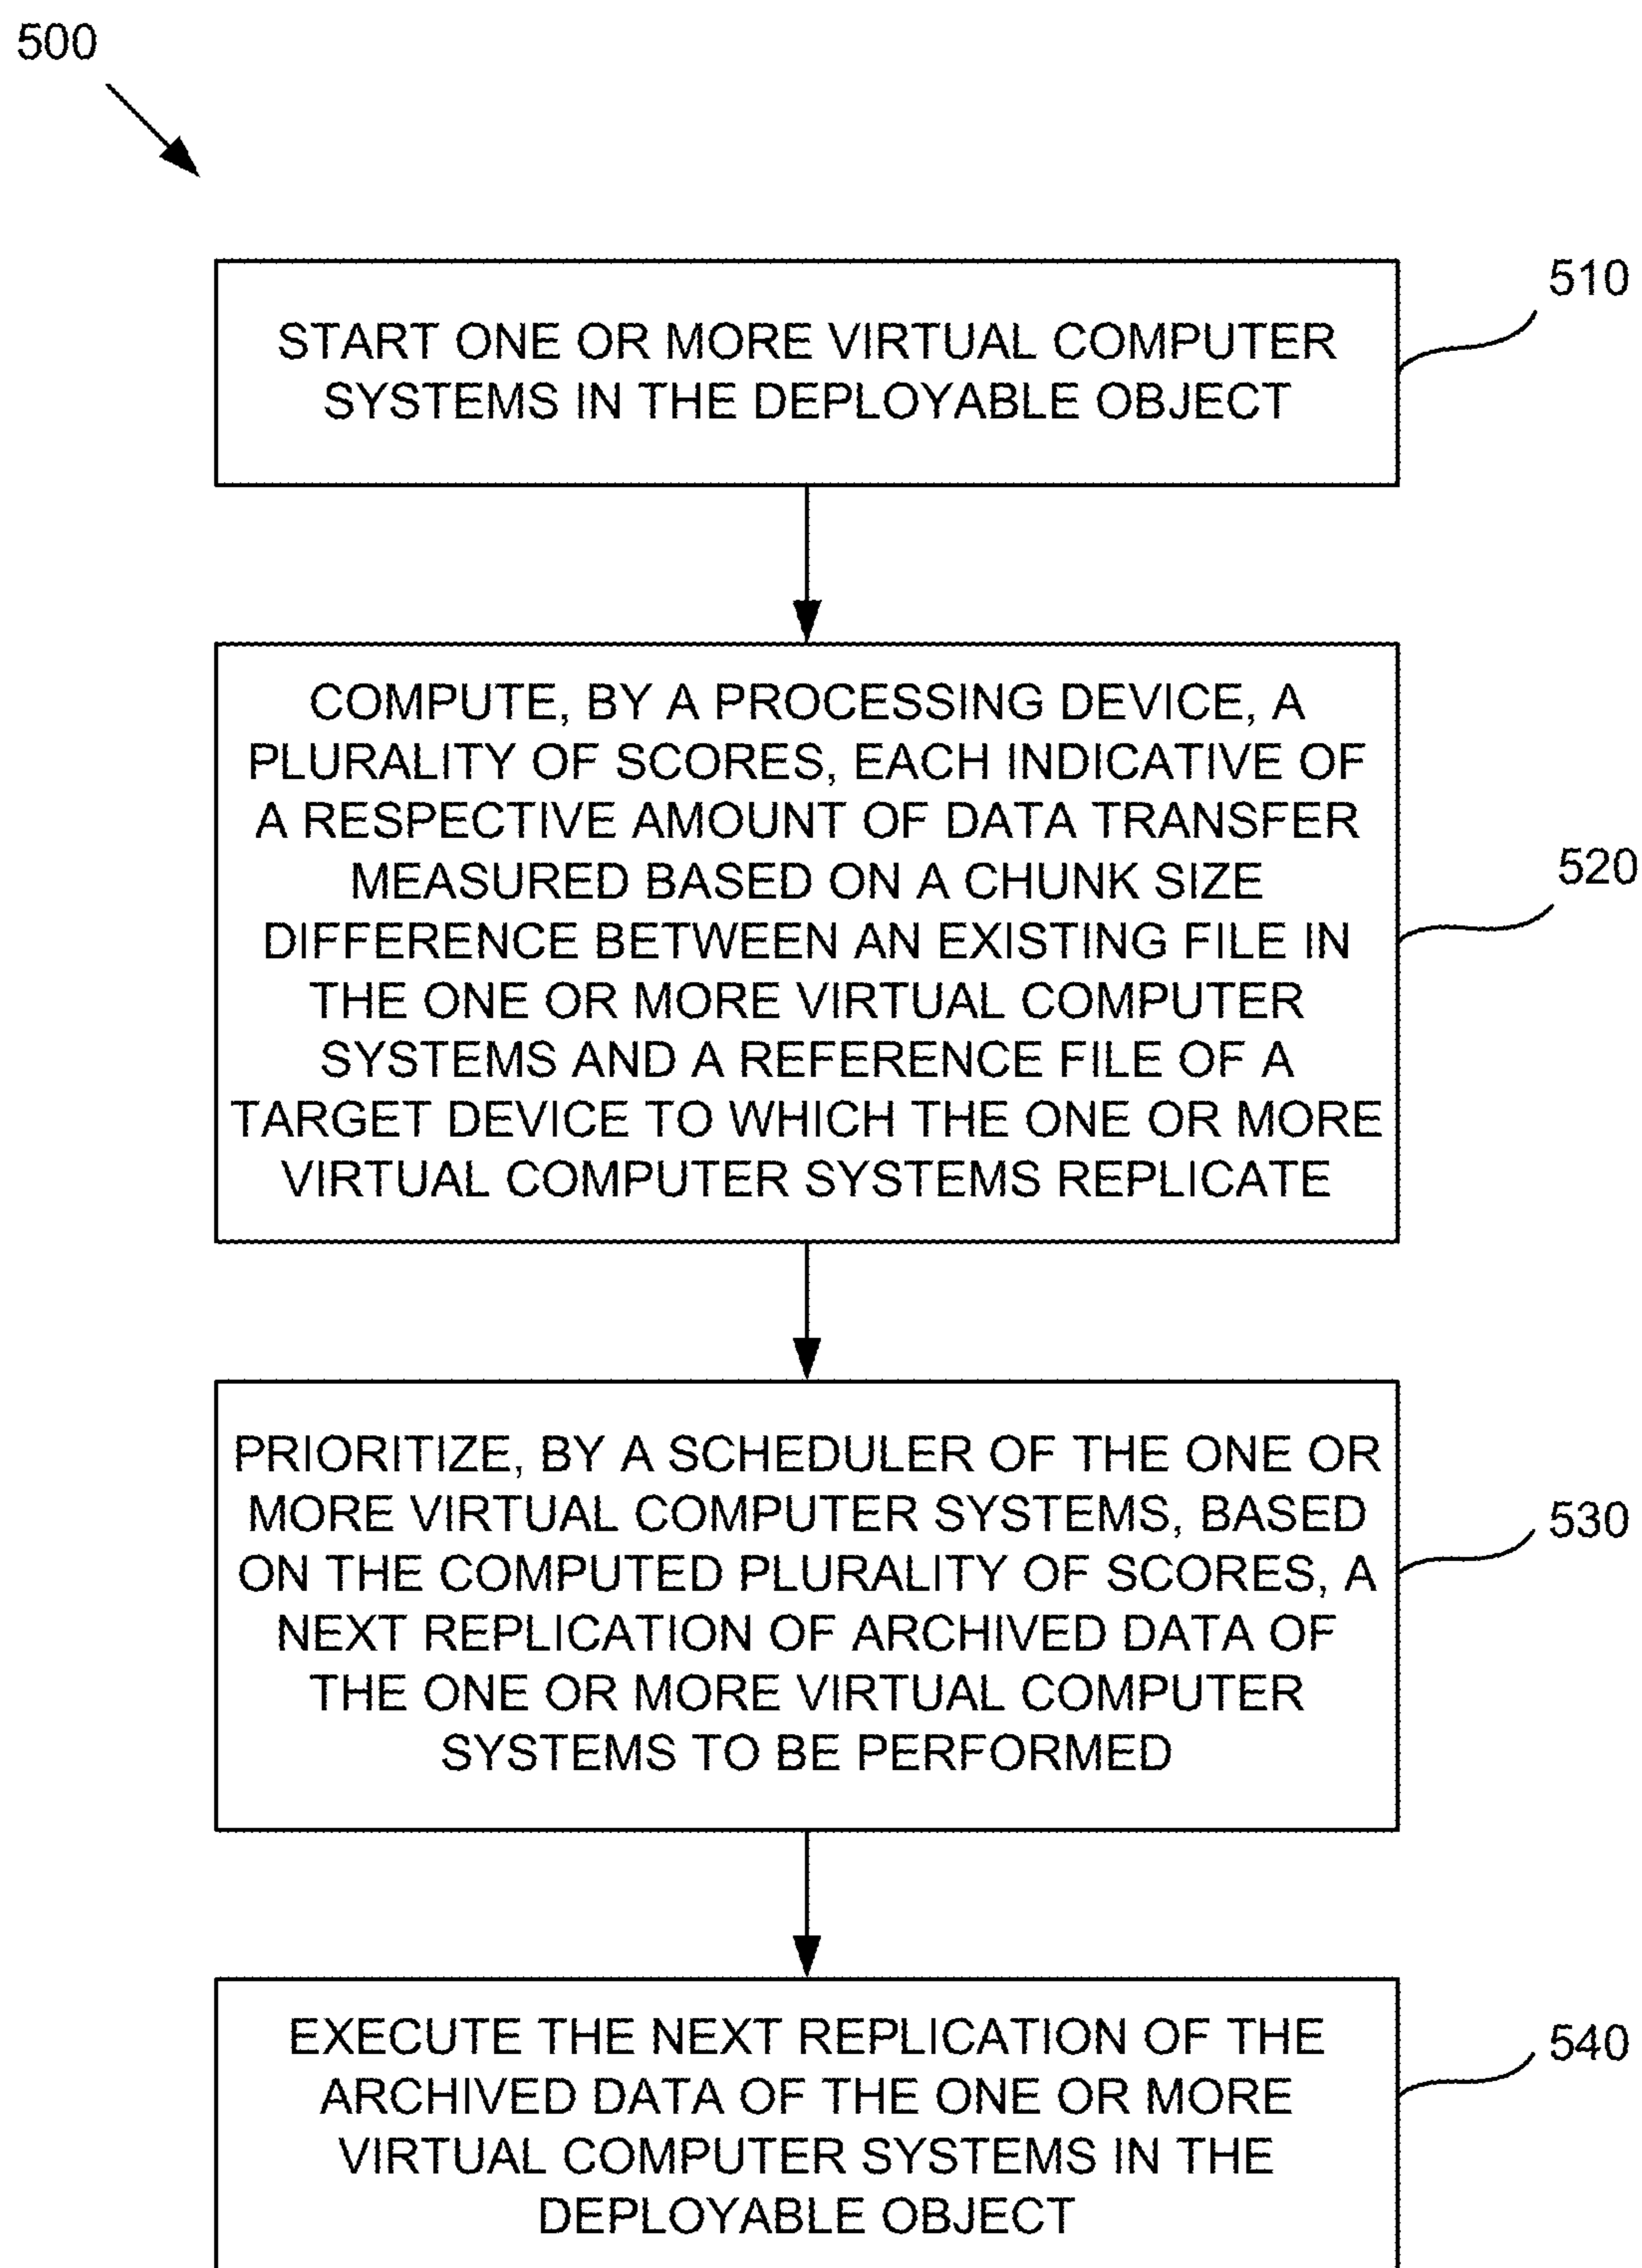 500
510
START ONE OR MORE VIRTUAL COMPUTER
SYSTEMS IN THE DEPLOYABLE OBJECT
COMPUTE, BY A PROCESSING DEVICE, A
PLURALITY OF SCORES, EACH INDICATIVE OF
A RESPECTIVE AMOUNT OF DATA TRANSFER
MEASURED BASED ON A CHUNK SIZE
DIFFERENCE BETWEEN AN EXISTING FILE IN
THE ONE OR MORE VIRTUAL COMPUTER
SYSTEMS AND A REFERENCE FILE OF A
TARGET DEVICE TO WHICH THE ONE OR MORE
VIRTUAL COMPUTER SYSTEMS REPLICATE
520
PRIORITIZE, BY A SCHEDULER OF THE ONE OR
MORE VIRTUAL COMPUTER SYSTEMS, BASED
ON THE COMPUTED PLURALITY OF SCORES, A
NEXT REPLICATION OF ARCHIVED DATA OF
THE ONE OR MORE VIRTUAL COMPUTER
SYSTEMS TO BE PERFORMED
530
EXECUTE THE NEXT REPLICATION OF THE
ARCHIVED DATA OF THE ONE OR MORE
VIRTUAL COMPUTER SYSTEMS IN THE
DEPLOYABLE OBJECT
540